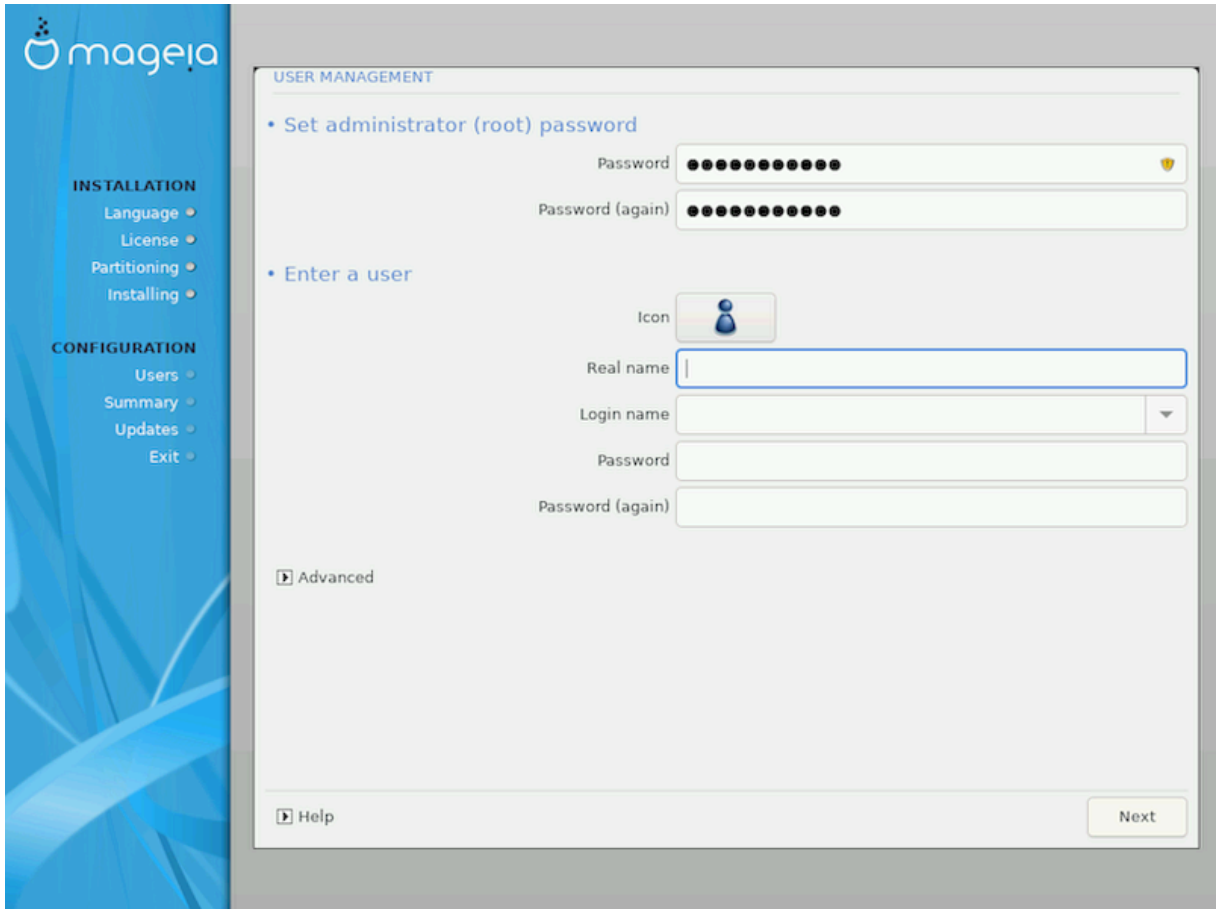 mageia
INSTALLATION
Language
License
Partitioning
Installing
CONFIGURATION
Users
Summary
Updates
Exit
USER MANAGEMENT
• Set administrator (root) password
Password ●●●●●●●●●●●
Password (again) ●●●●●●●●●●●
• Enter a user
Icon
Real name
Login name
Password
Password (again)
Advanced
Help
Next